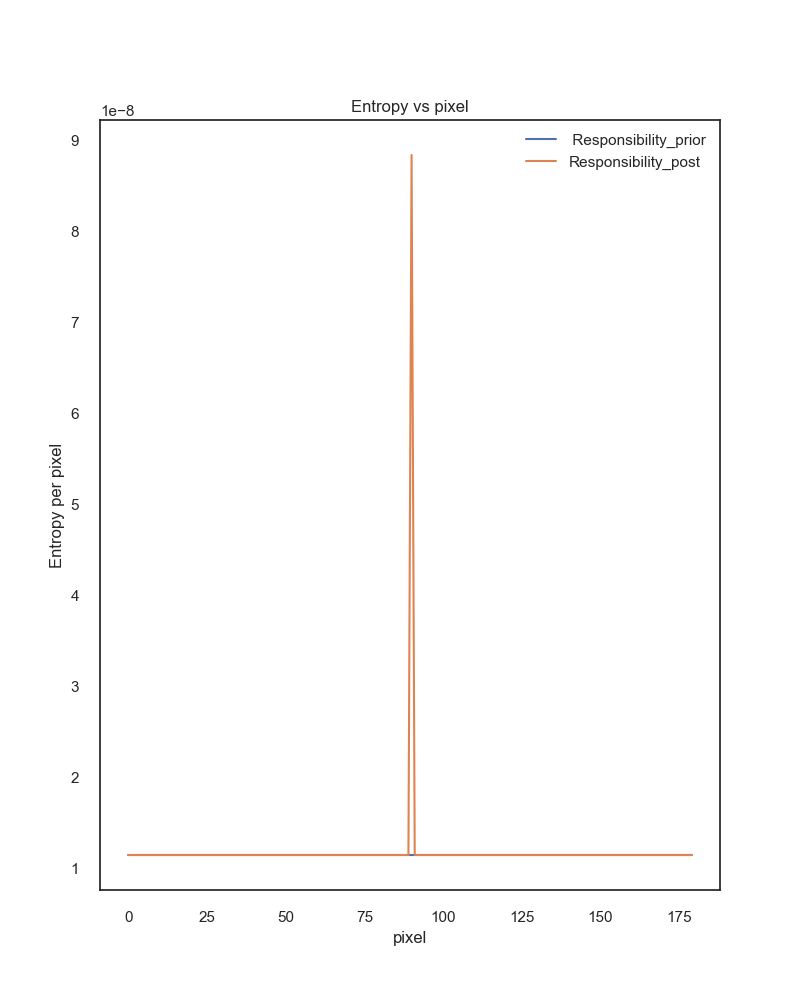 Entropy vs pixel
1e−8
Responsibility_prior
Responsibility_post
9
8
7
6
5
4
3
2
1
Entropy per pixel
0 25 50 75 100 125 150 175
pixel